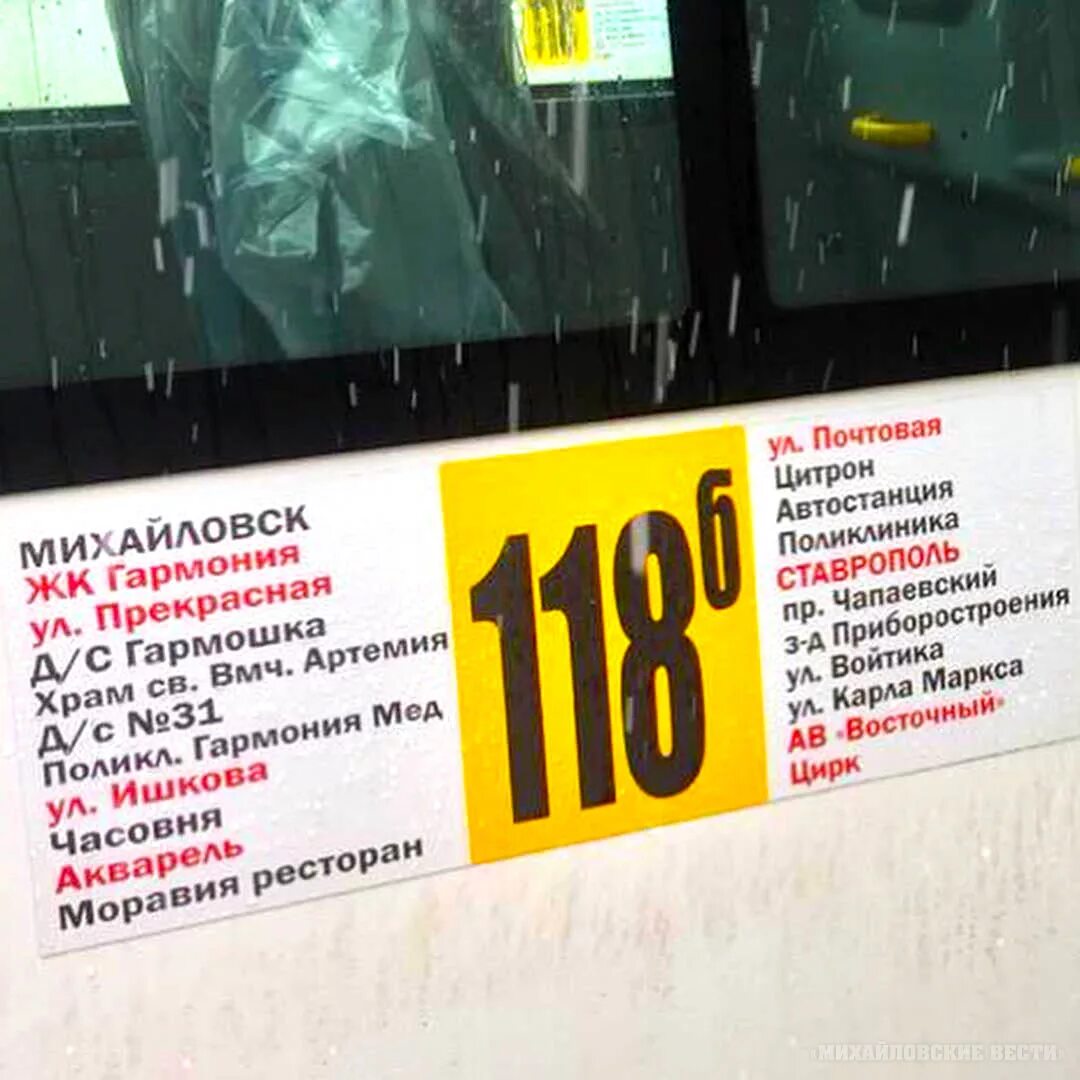 МИХАЙЛОВСК
ЖК Гармония
ул. Прекрасная
Д/С Гармошка
Храм св. Вмч. Артемия
Д/с №31
Поликл. Гармония Мед
ул. Ишкова
Часовня
Акварель
Моравия ресторан
118б
ул. Почтовая
Цитрон
Автостанция
Поликлиника
СТАВРОПОЛЬ
пр. Чапаевский
з-д Приборостроения
ул. Войтика
ул. Карла Маркса
АВ «Восточный»
Цирк
«МИХАЙЛОВСКИЕ ВЕСТИ»